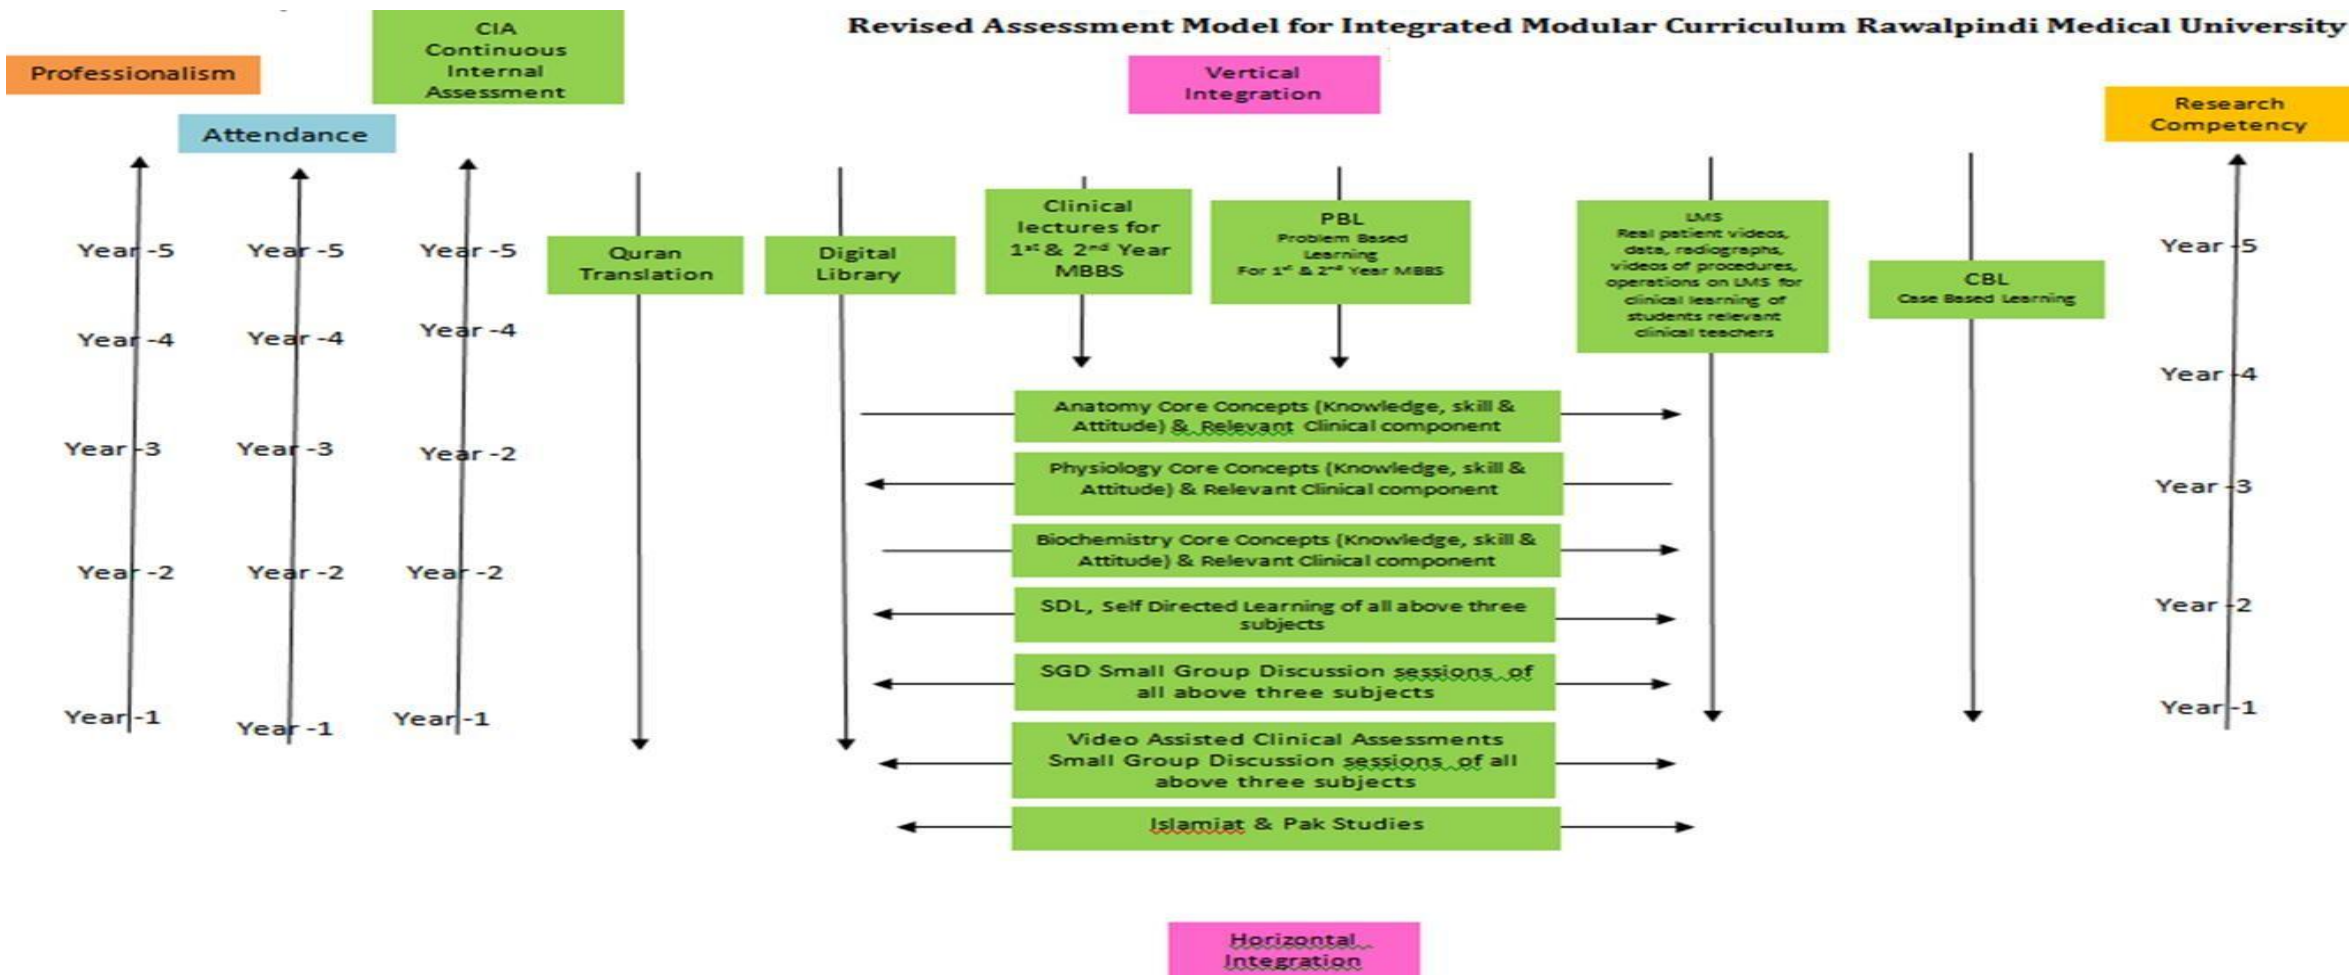 Revised Assessment Model for Integrated Modular Curriculum Rawalpindi Medical University
Professionalism
Attendance
CIA
Continuous
Internal
Assessment
Vertical
Integration
Research
Competency
Year -5
Year -4
Year -3
Year -2
Year -1
Year -5
Year -4
Year -3
Year -2
Year -1
Year -5
Year -4
Year -2
Year -2
Year -1
Quran
Translation
Digital
Library
Clinical
lectures for
1st & 2nd Year
MBBS
PBL
Problem Based
Learning
For 1st & 2nd Year MBBS
LMS
Real patient videos,
data, radiographs,
videos of procedures,
operations on LMS for
clinical learning of
students relevant
clinical teachers
CBL
Case Based Learning
Year -5
Year -4
Year -3
Year -2
Year -1
Anatomy Core Concepts (Knowledge, skill &
Attitude) & Relevant Clinical component
Physiology Core Concepts (Knowledge, skill &
Attitude) & Relevant Clinical component
Biochemistry Core Concepts (Knowledge, skill &
Attitude) & Relevant Clinical component
SDL, Self Directed Learning of all above three
subjects
SGD Small Group Discussion sessions of
all above three subjects
Video Assisted Clinical Assessments
Small Group Discussion sessions of all
above three subjects
Islamiat & Pak Studies
Horizontal
Integration